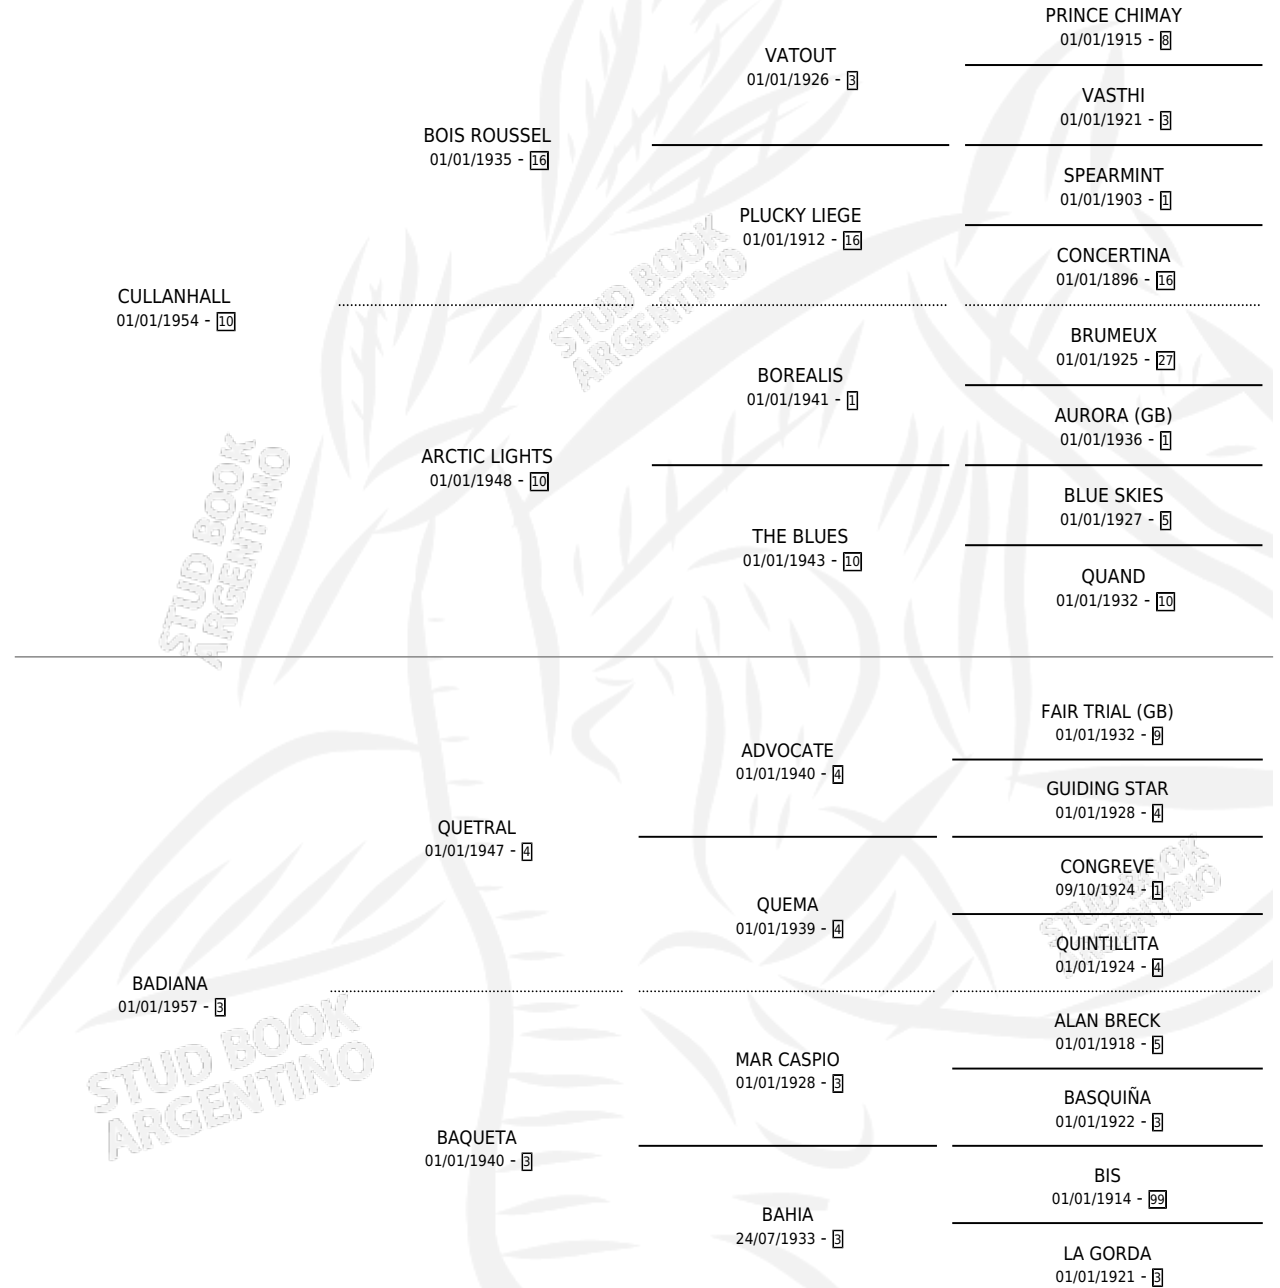 PRINCE CHIMAY
01/01/1915 - 8
VATOUT
01/01/1926 - 3
VASTHI
01/01/1921 - 3
BOIS ROUSSEL
01/01/1935 - 16
SPEARMINT
01/01/1903 - 1
PLUCKY LIEGE
01/01/1912 - 16
CONCERTINA
01/01/1896 - 16
CULLANHALL
01/01/1954 - 10
BRUMEUX
01/01/1925 - 27
BOREALIS
01/01/1941 - 1
AURORA (GB)
01/01/1936 - 1
ARCTIC LIGHTS
01/01/1948 - 10
BLUE SKIES
01/01/1927 - 5
THE BLUES
01/01/1943 - 10
QUAND
01/01/1932 - 10
FAIR TRIAL (GB)
01/01/1932 - 9
ADVOCATE
01/01/1940 - 4
GUIDING STAR
01/01/1928 - 4
QUETRAL
01/01/1947 - 4
CONGREVE
09/10/1924 - 1
QUEMA
01/01/1939 - 4
QUINTILLITA
01/01/1924 - 4
BADIANA
01/01/1957 - 3
ALAN BRECK
01/01/1918 - 5
MAR CASPIO
01/01/1928 - 3
BASQUIÑA
01/01/1922 - 3
BAQUETA
01/01/1940 - 3
BIS
01/01/1914 - 99
BAHIA
24/07/1933 - 3
LA GORDA
01/01/1921 - 3
STUD BOOK
ARGENTINO
STUD BOOK
ARGENTINO
STUD BOOK
ARGENTINO
STUD BOOK
ARGENTINO